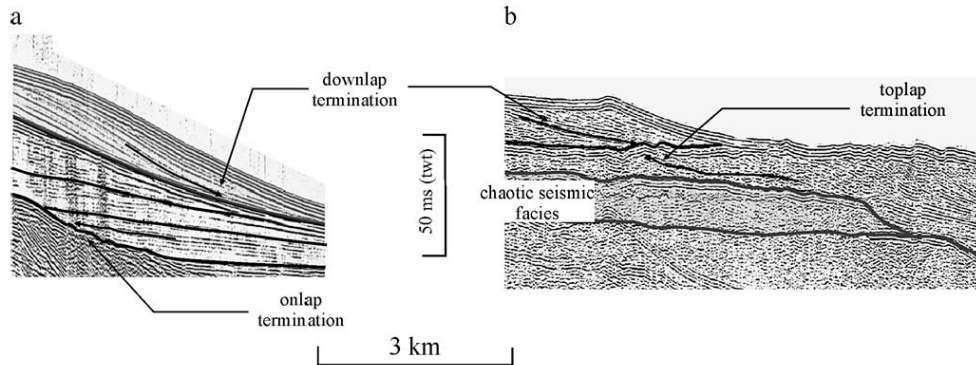 a
b
downlap
termination
toplap
termination
50 ms (twt)
chaotic seismic
facies
onlap
termination
3 km